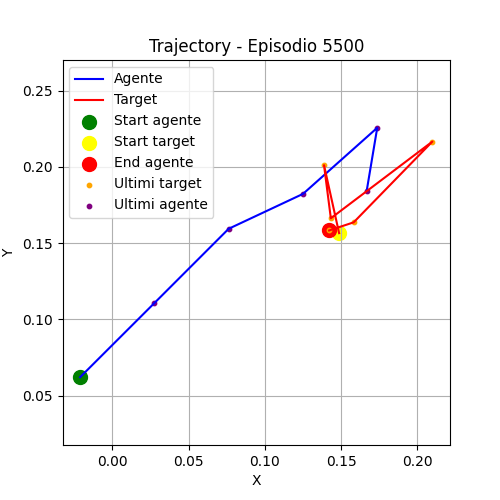 Trajectory - Episodio 5500
Agente
Target
Start agente
Start target
End agente
Ultimi target
Ultimi agente
0.25
0.20
0.15
0.10
0.05
Y
0.00 0.05 0.10 0.15 0.20
X